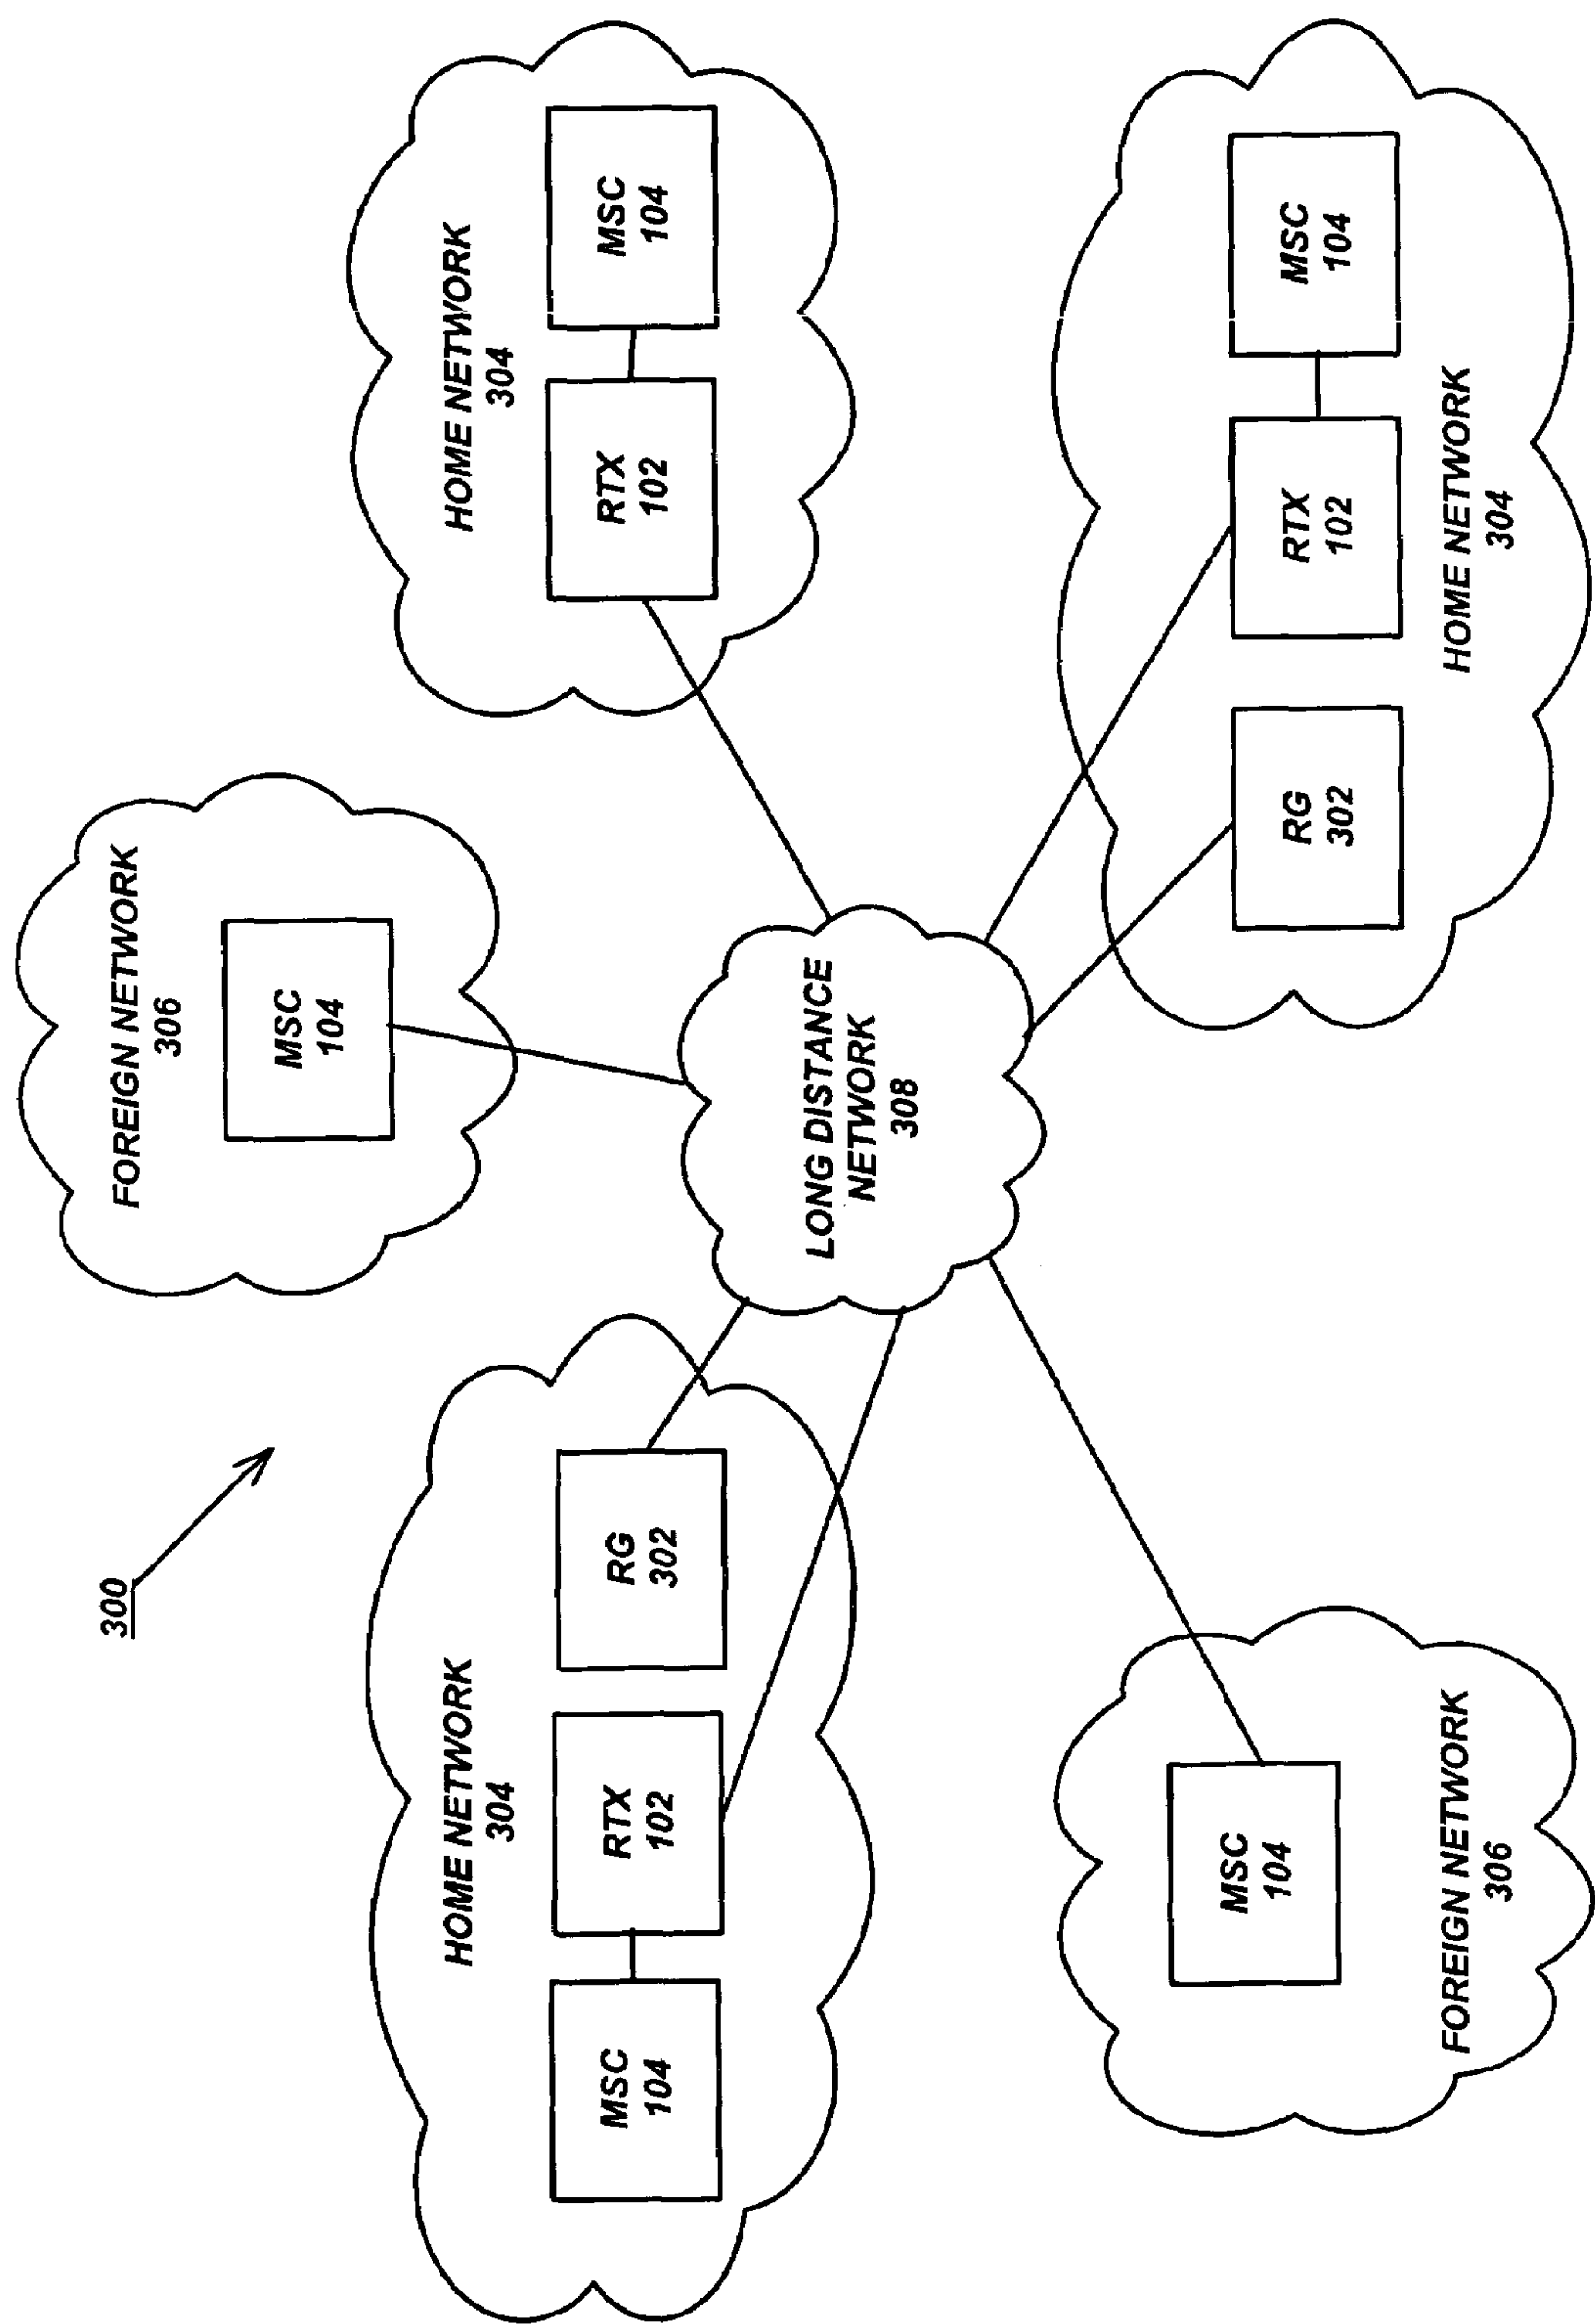 300
HOME NETWORK
304
MSC
104
RTX
102
RG
302
FOREIGN NETWORK
306
MSC
104
HOME NETWORK
304
RTX
102
MSC
104
LONG DISTANCE
NETWORK
308
FOREIGN NETWORK
306
MSC
104
RG
302
RTX
102
MSC
104
HOME NETWORK
304